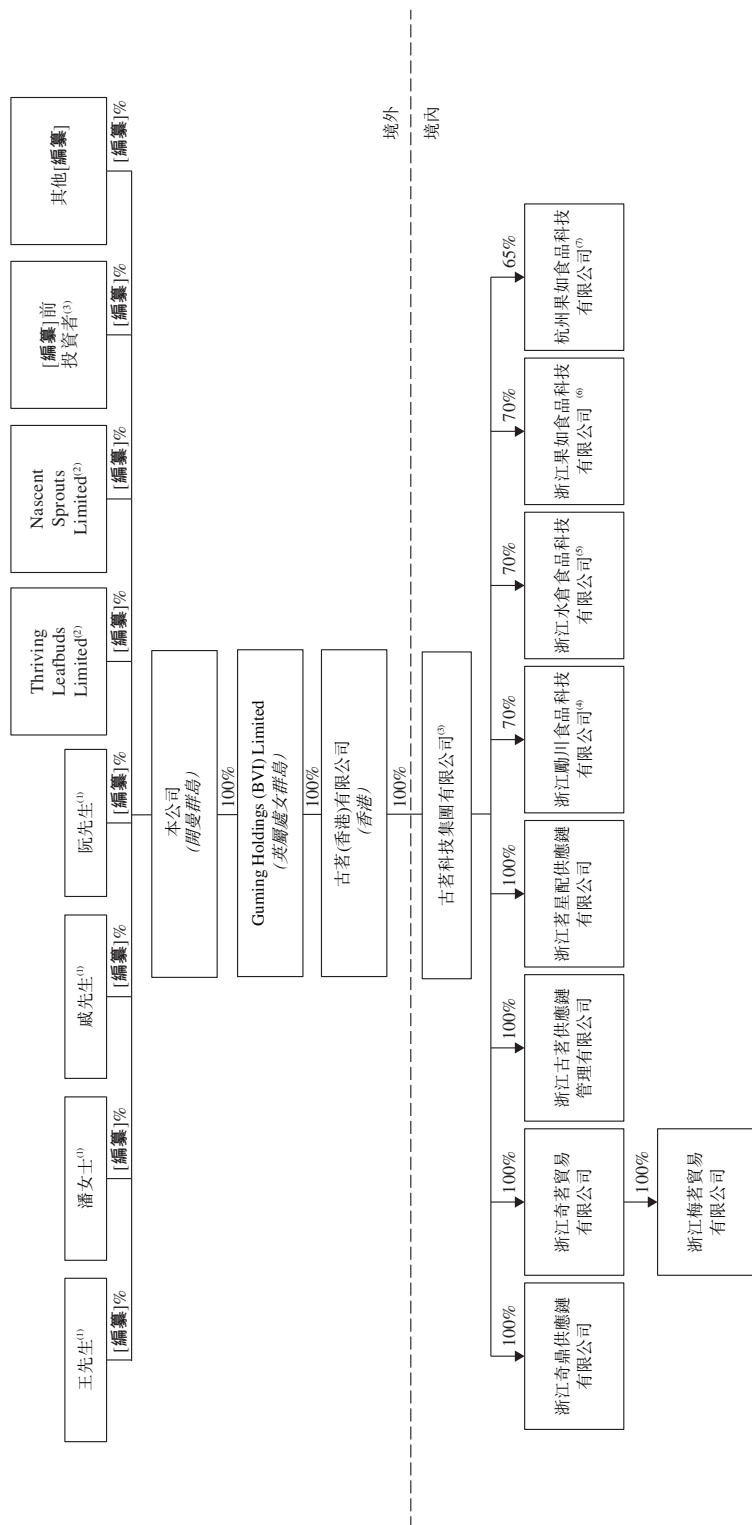 王先生(1)
潘女士(1)
戚先生(1)
阮先生(1)
Thriving
Leafbuds
Limited(2)
Nascent
Sprouts
Limited(2)
[編纂]前
投資者(3)
其他[編纂]
[編纂]%
[編纂]%
[編纂]%
[編纂]%
[編纂]%
[編纂]%
[編纂]%
[編纂]%
本公司
(開曼群島)
100%
Guming Holdings (BVI) Limited
(英屬處女群島)
100%
古茗(香港)有限公司
(香港)
100%
境外
境內
古茗科技集團有限公司(3)
100%
100%
100%
100%
70%
70%
70%
65%
浙江奇鼎供應鏈
有限公司
浙江奇茗貿易
有限公司
浙江古茗供應鏈
管理有限公司
浙江茗星配供應鏈
有限公司
浙江勵川食品科技
有限公司(4)
浙江水倉食品科技
有限公司(5)
浙江果如食品科技
有限公司(6)
杭州果如食品科技
有限公司(7)
100%
浙江梅茗貿易
有限公司